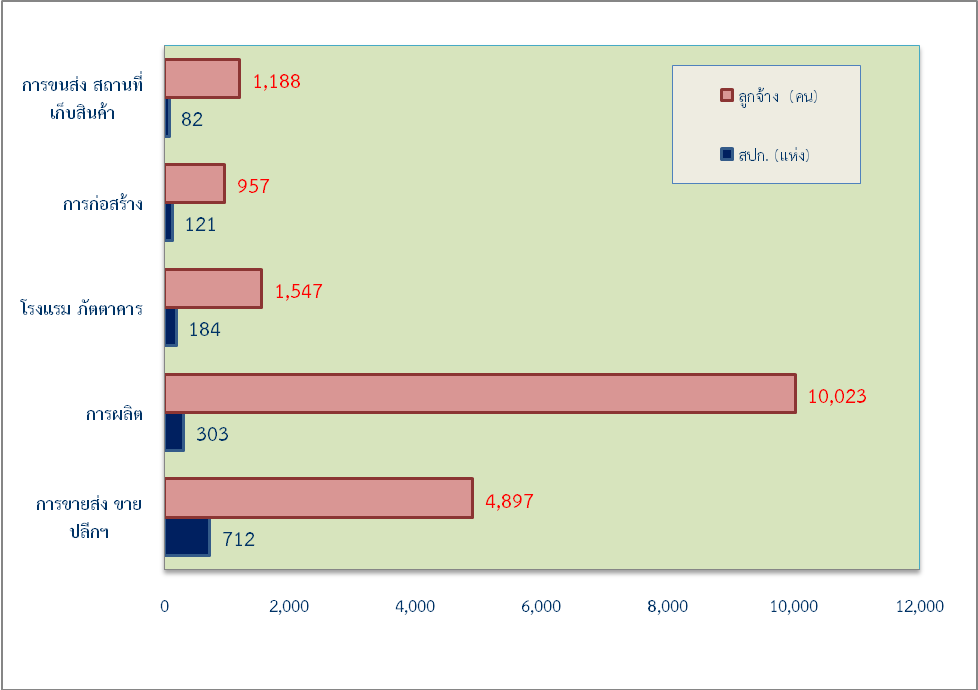 การขนส่ง สถานที่
เก็บสินค้า
1,188
82
ลูกจ้าง (คน)
สปก. (แห่ง)
การก่อสร้าง
957
121
โรงแรม ภัตตาคาร
1,547
184
การผลิต
10,023
303
การขายส่ง ขาย
ปลีกฯ
4,897
712
0 2,000 4,000 6,000 8,000 10,000 12,000